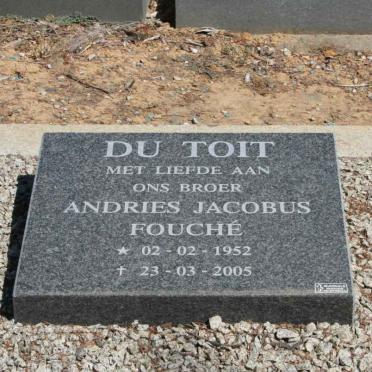 DU TOIT
MET LIEFDE AAN
ONS BROER
ANDRIES JACOBUS
FOUCHÉ
★ 02 - 02 - 1952
✝ 23 - 03 - 2005